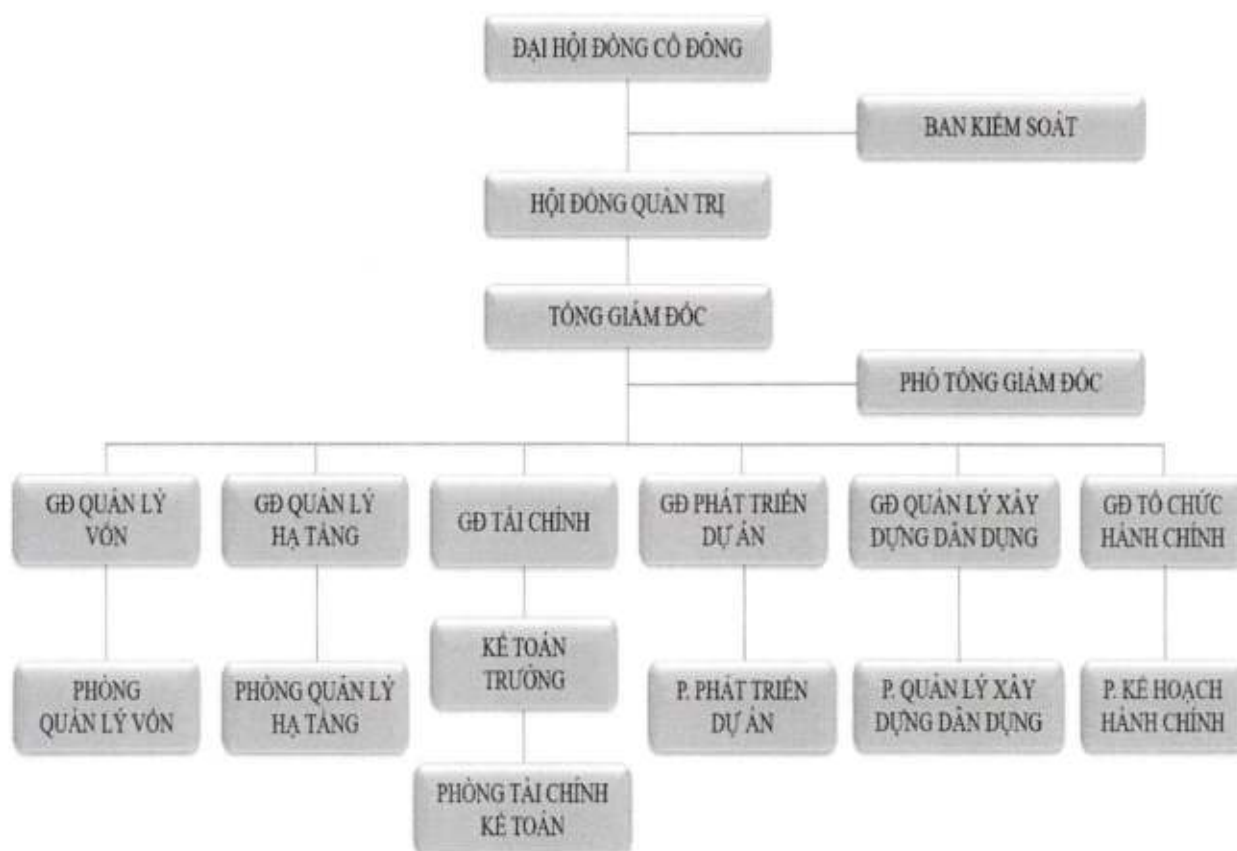 ĐẠI HỘI ĐỒNG CỔ ĐÔNG
BAN KIỂM SOÁT
HỘI ĐỒNG QUẢN TRỊ
TỔNG GIÁM ĐỐC
PHÓ TỔNG GIÁM ĐỐC
GĐ QUẢN LÝ
VỐN
GĐ QUẢN LÝ
HẠ TẦNG
GĐ TÀI CHÍNH
GĐ PHÁT TRIỂN
DỰ ÁN
GĐ QUẢN LÝ XÂY
DỰNG DÂN DỤNG
GĐ TỔ CHỨC
HÀNH CHÍNH
KẾ TOÁN
TRƯỞNG
PHÒNG
QUẢN LÝ VỐN
PHÒNG QUẢN LÝ
HẠ TẦNG
P. PHÁT TRIỂN
DỰ ÁN
P. QUẢN LÝ XÂY
DỰNG DÂN DỤNG
P. KẾ HOẠCH
HÀNH CHÍNH
PHÒNG TÀI CHÍNH
KẾ TOÁN